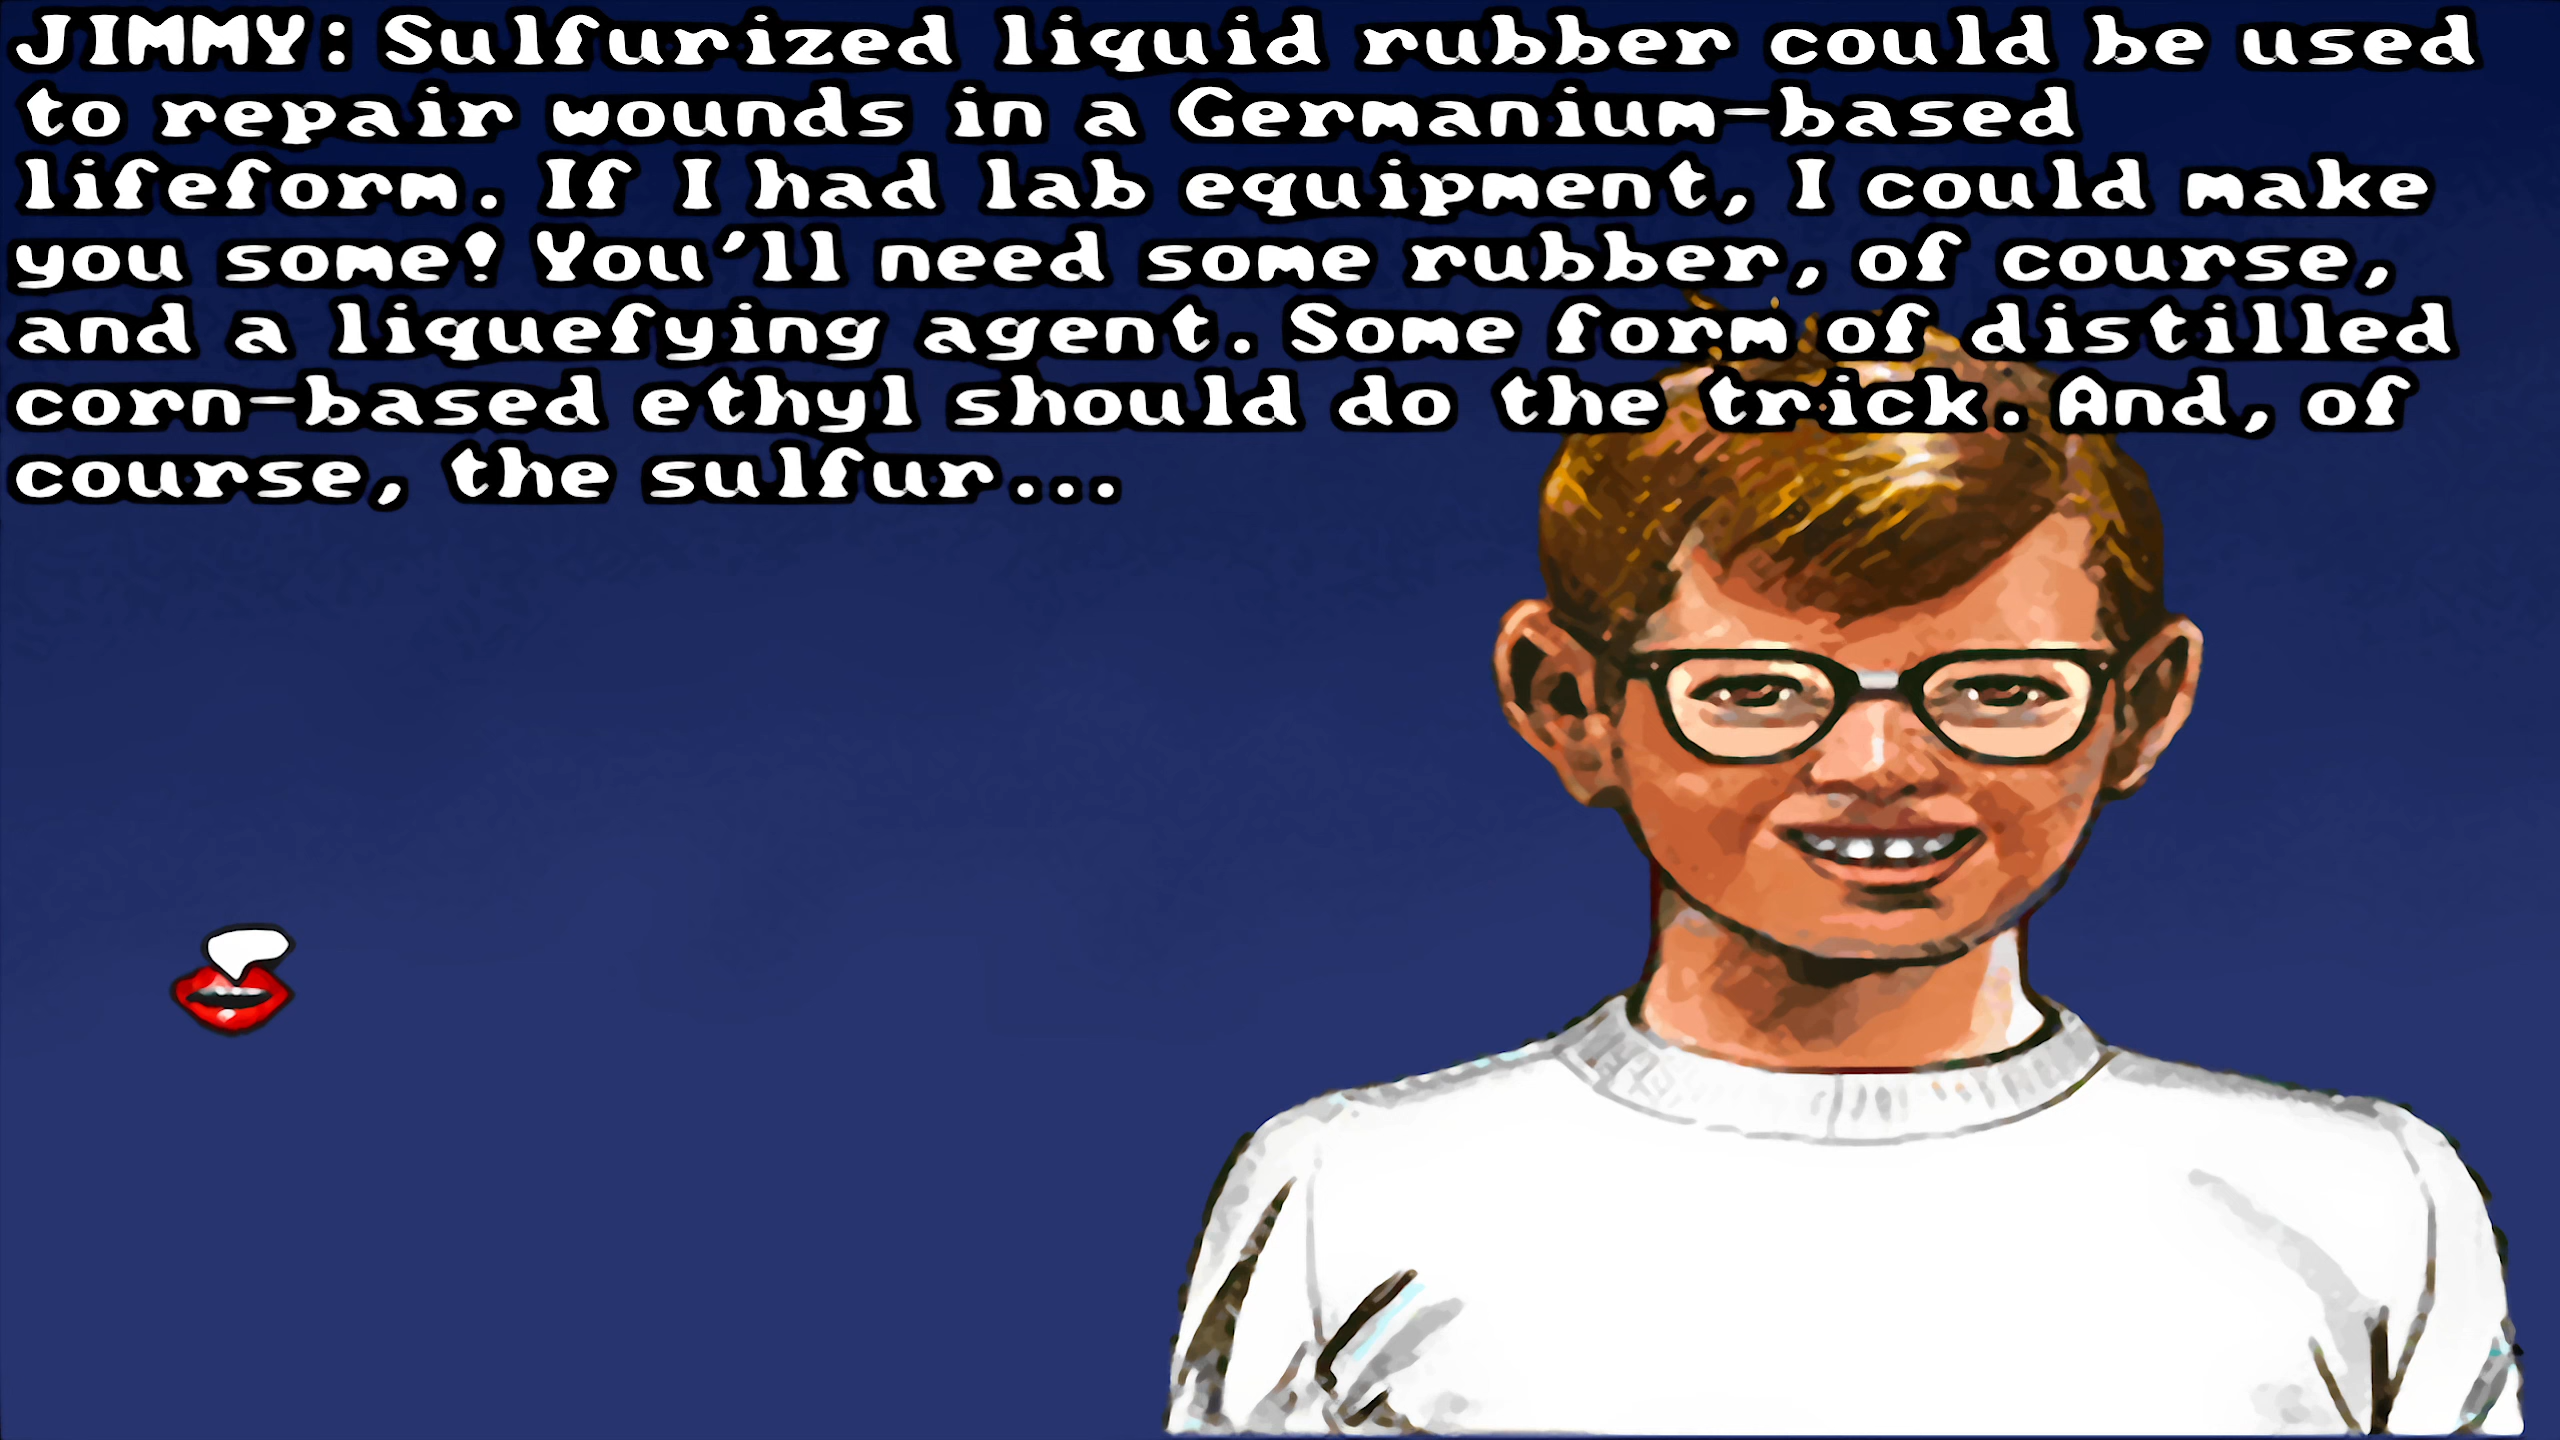 JIMMY: Sulfurized liquid rubber could be used
to repair wounds in a Germanium-based
lifeform. If I had lab equipment, I could make
you some! You'll need some rubber, of course,
and a liquefying agent. Some form of distilled
corn-based ethyl should do the trick. And, of
course, the sulfur...